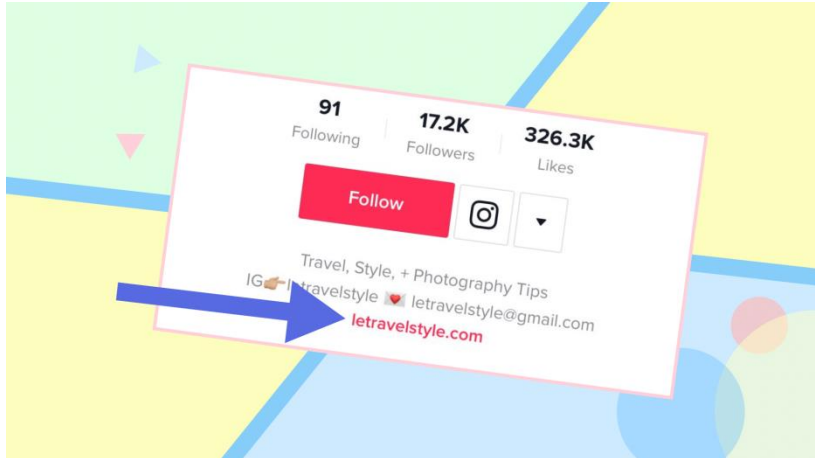 91 17.2K 326.3K
Following Followers Likes
Follow
Travel, Style, + Photography Tips
IG👉🏼letravelstyle 💌 letravelstyle@gmail.com
letravelstyle.com